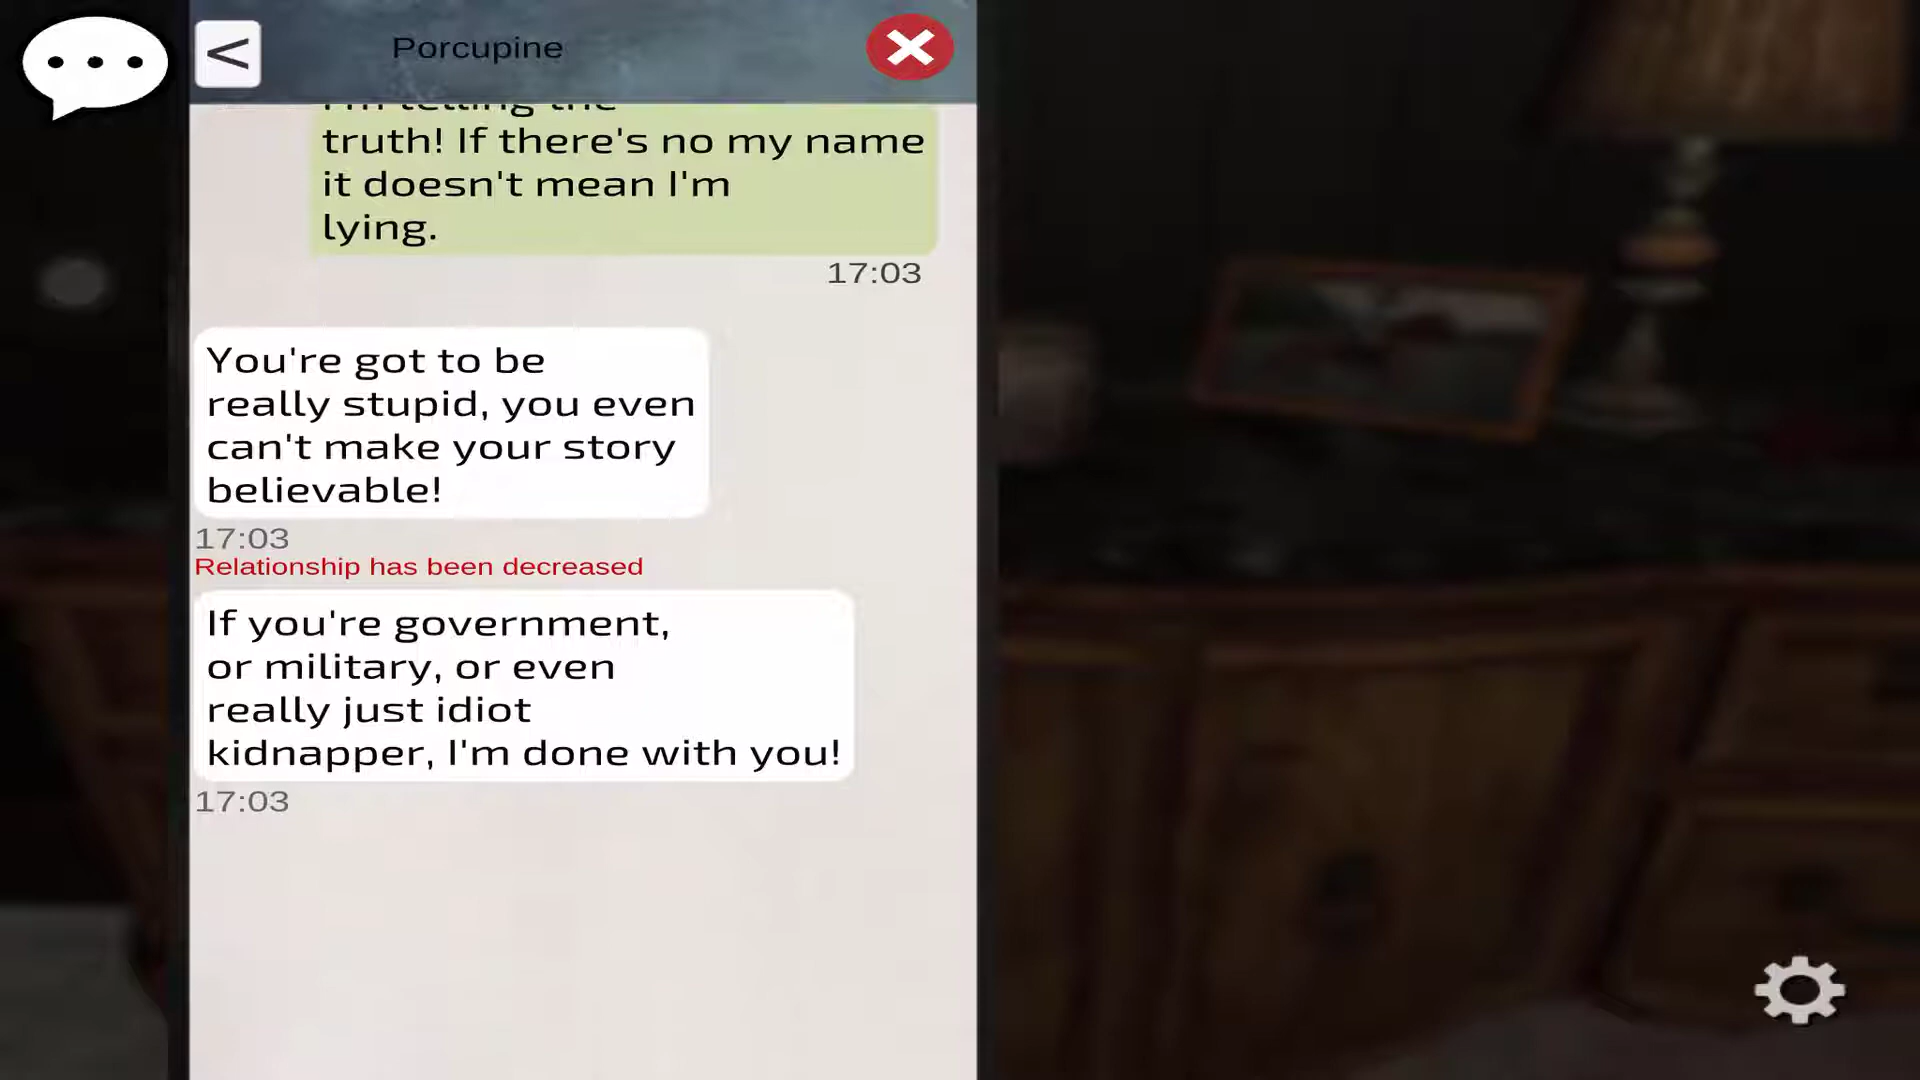 Porcupine
I'm telling the
truth! If there's no my name
it doesn't mean I'm
lying.
17:03
You're got to be
really stupid, you even
can't make your story
believable!
17:03
Relationship has been decreased
If you're government,
or military, or even
really just idiot
kidnapper, I'm done with you!
17:03